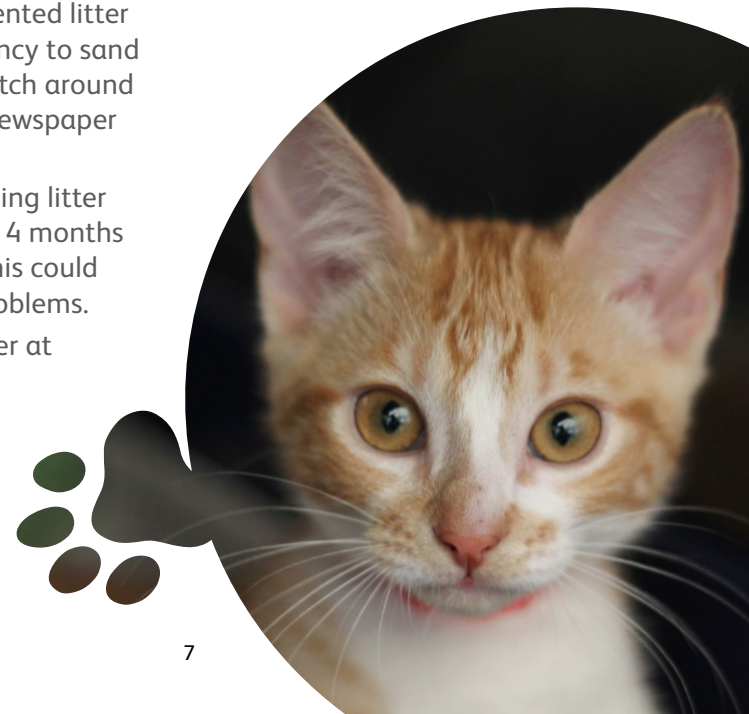 ented litter
ncy to sand
tch around
ewspaper
ing litter
4 months
his could
oblems.
er at
7